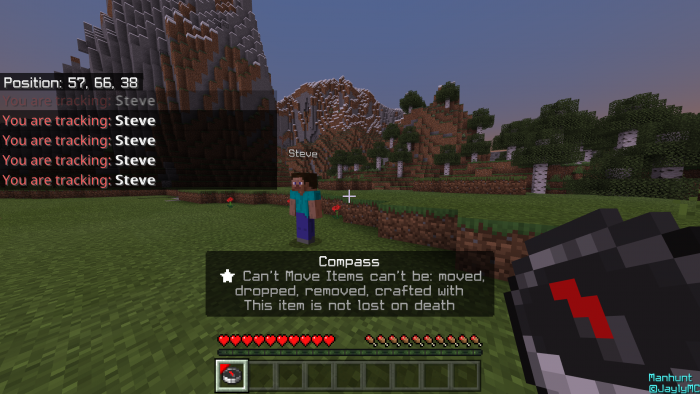 Position: 57, 66, 38
You are tracking: Steve
You are tracking: Steve
You are tracking: Steve
You are tracking: Steve
You are tracking: Steve
Steve
Compass
Can't Move Items can't be: moved,
dropped, removed, crafted with
This item is not lost on death
Manhunt
@JaylyMC